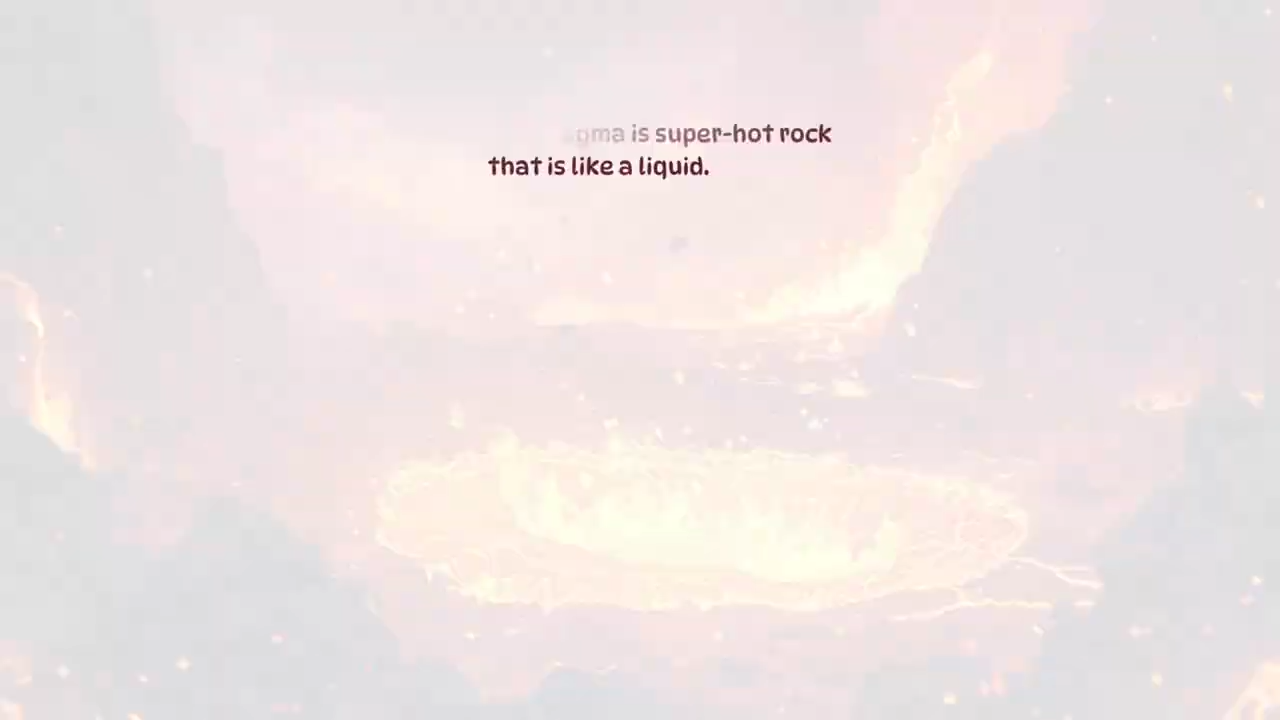 is super-hot rock
that is like a liquid.